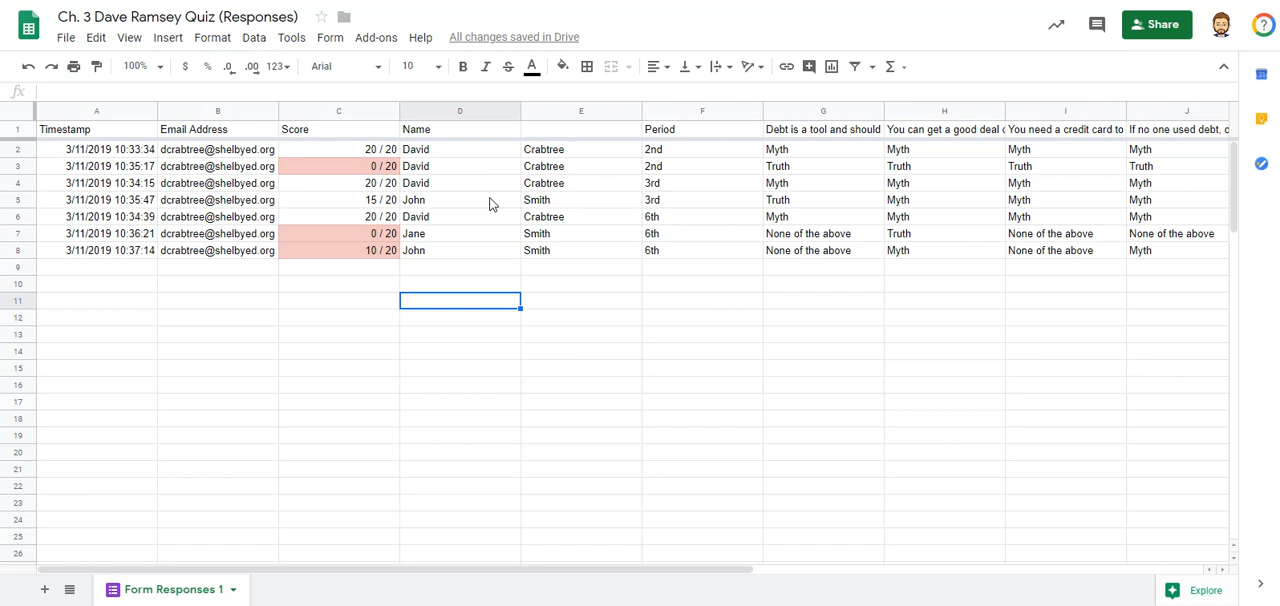 Ch. 3 Dave Ramsey Quiz (Responses)
File Edit View Insert Format Data Tools Form Add-ons Help All changes saved in Drive
Share
100% $ % .0 .00 123 Arial 10 B I S A Σ
fx
A B C D E F G H I J
1 Timestamp Email Address Score Name Period Debt is a tool and should You can get a good deal You need a credit card to If no one used debt,
2 3/11/2019 10:33:34 dcrabtree@shelbyed.org 20 / 20 David Crabtree 2nd Myth Myth Myth Myth
3 3/11/2019 10:35:17 dcrabtree@shelbyed.org 0 / 20 David Crabtree 2nd Truth Truth Truth Truth
4 3/11/2019 10:34:15 dcrabtree@shelbyed.org 20 / 20 David Crabtree 3rd Myth Myth Myth Myth
5 3/11/2019 10:35:47 dcrabtree@shelbyed.org 15 / 20 John Smith 3rd Truth Myth Myth Myth
6 3/11/2019 10:34:39 dcrabtree@shelbyed.org 20 / 20 David Crabtree 6th Myth Myth Myth Myth
7 3/11/2019 10:36:21 dcrabtree@shelbyed.org 0 / 20 Jane Smith 6th None of the above Truth None of the above None of the above
8 3/11/2019 10:37:14 dcrabtree@shelbyed.org 10 / 20 John Smith 6th None of the above Myth None of the above Myth
9
10
11
12
13
14
15
16
17
18
19
20
21
22
23
24
25
26
Form Responses 1
Explore